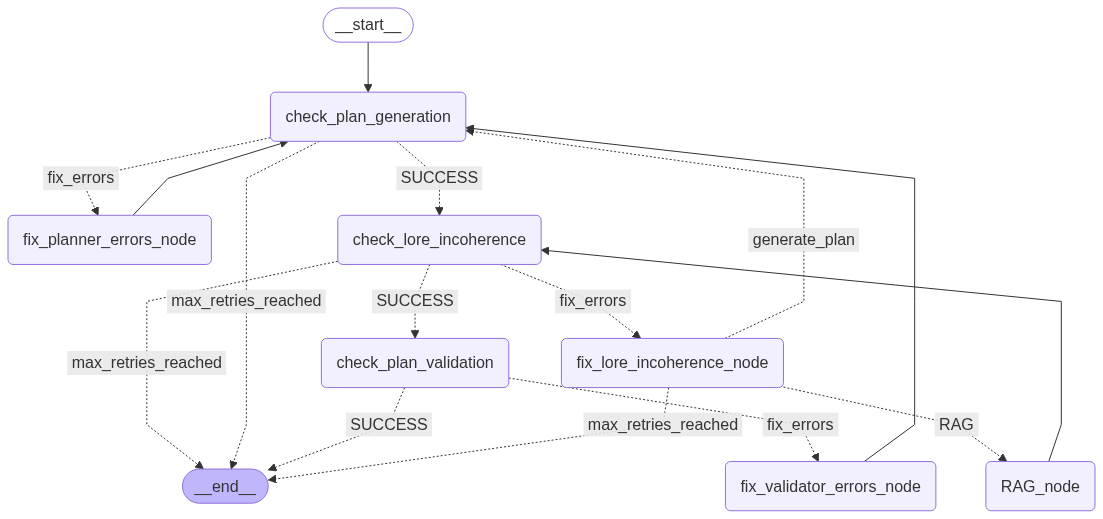 __start__
check_plan_generation
fix_errors
SUCCESS
fix_planner_errors_node
check_lore_incoherence
generate_plan
max_retries_reached
SUCCESS
fix_errors
max_retries_reached
check_plan_validation
fix_lore_incoherence_node
SUCCESS
max_retries_reached
fix_errors
RAG
__end__
fix_validator_errors_node
RAG_node